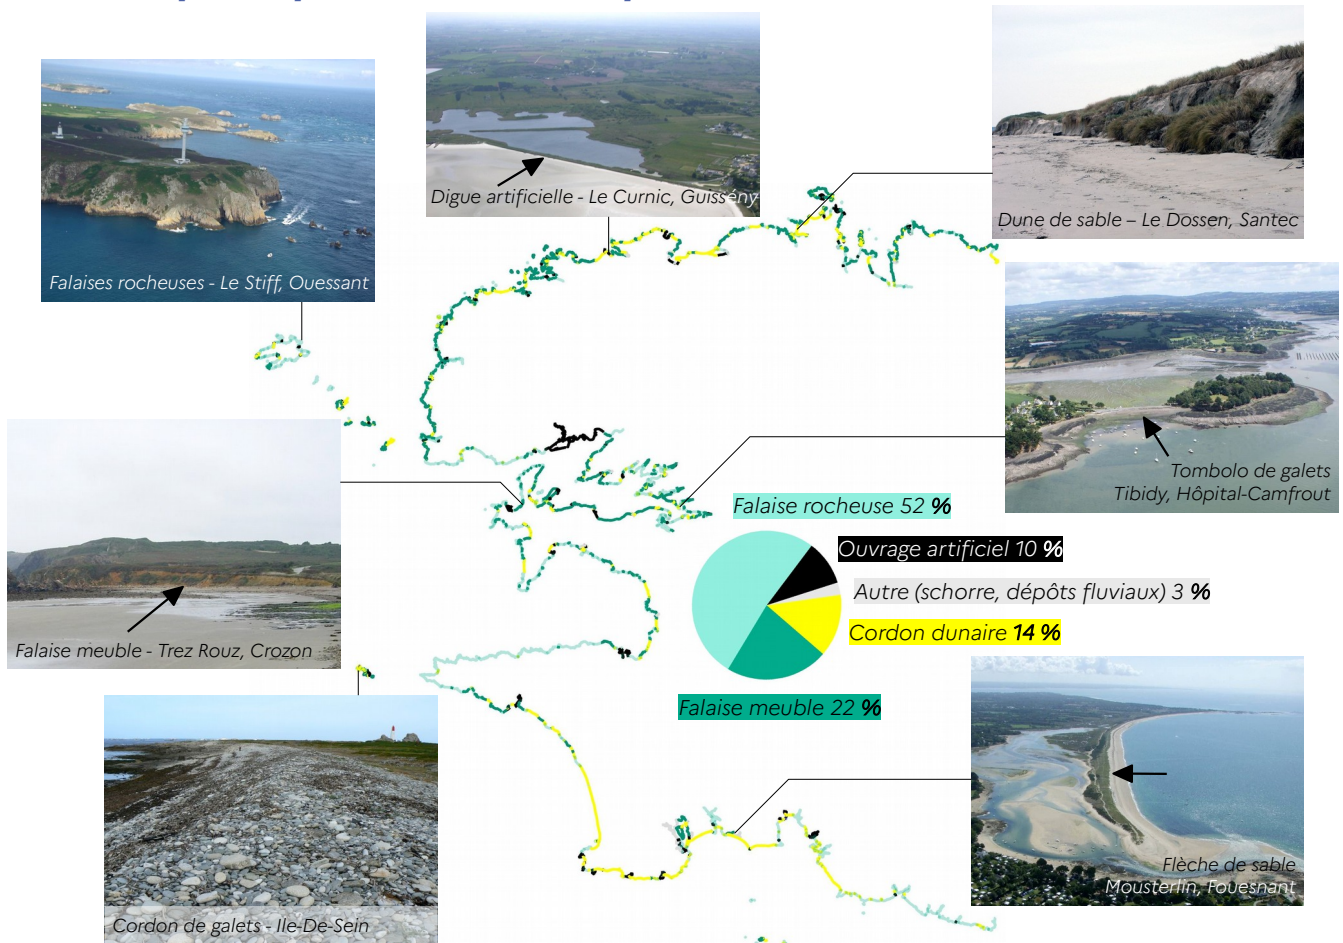 Digue artificielle - Le Curnic, Guissény
Dune de sable – Le Dossen, Santec
Falaises rocheuses - Le Stiff, Ouessant
Tombolo de galets
Tibidy, Hôpital-Camfrout
Falaise rocheuse 52 %
Ouvrage artificiel 10 %
Autre (schorre, dépôts fluviaux) 3 %
Cordon dunaire 14 %
Falaise meuble 22 %
Falaise meuble - Trez Rouz, Crozon
Flèche de sable
Mousterlin, Fouesnant
Cordon de galets - Ile-De-Sein